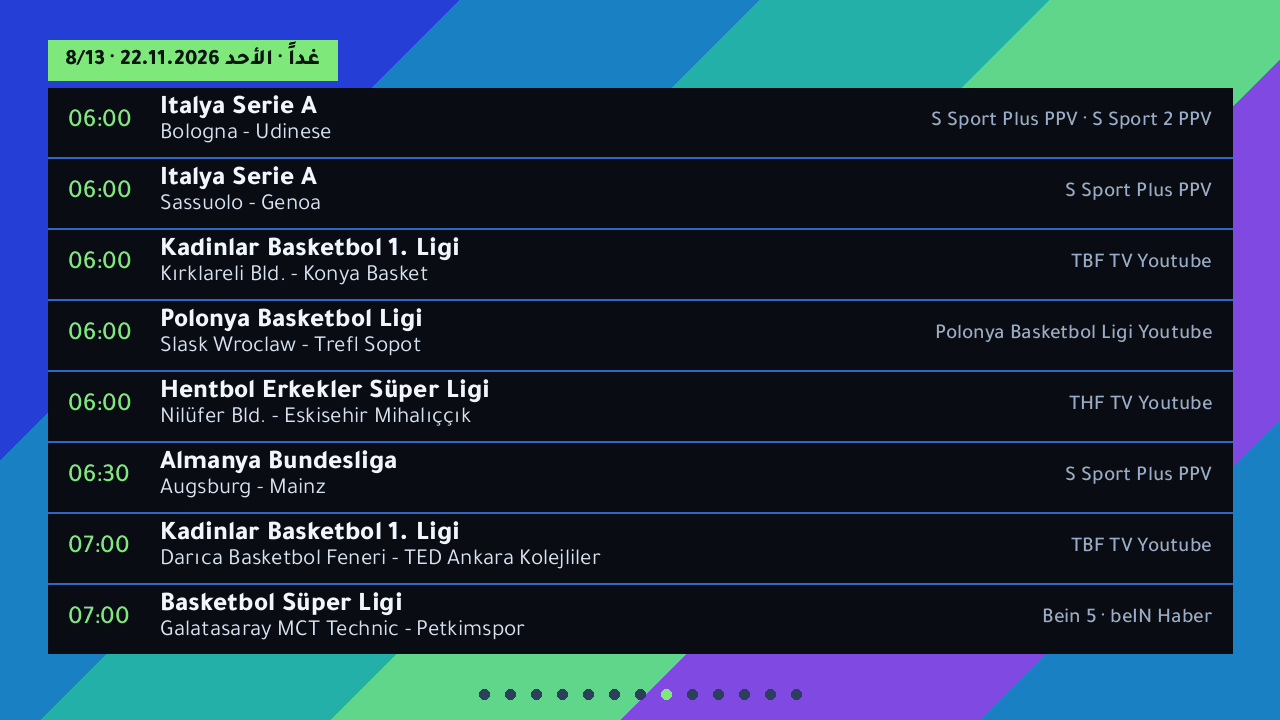 غداً · الأحد 22.11.2026 · 8/13
06:00
Italya Serie A
Bologna - Udinese
S Sport Plus PPV · S Sport 2 PPV
06:00
Italya Serie A
Sassuolo - Genoa
S Sport Plus PPV
06:00
Kadinlar Basketbol 1. Ligi
Kırklareli Bld. - Konya Basket
TBF TV Youtube
06:00
Polonya Basketbol Ligi
Slask Wroclaw - Trefl Sopot
Polonya Basketbol Ligi Youtube
06:00
Hentbol Erkekler Süper Ligi
Nilüfer Bld. - Eskisehir Mihalıççık
THF TV Youtube
06:30
Almanya Bundesliga
Augsburg - Mainz
S Sport Plus PPV
07:00
Kadinlar Basketbol 1. Ligi
Darıca Basketbol Feneri - TED Ankara Kolejliler
TBF TV Youtube
07:00
Basketbol Süper Ligi
Galatasaray MCT Technic - Petkimspor
Bein 5 · beIN Haber